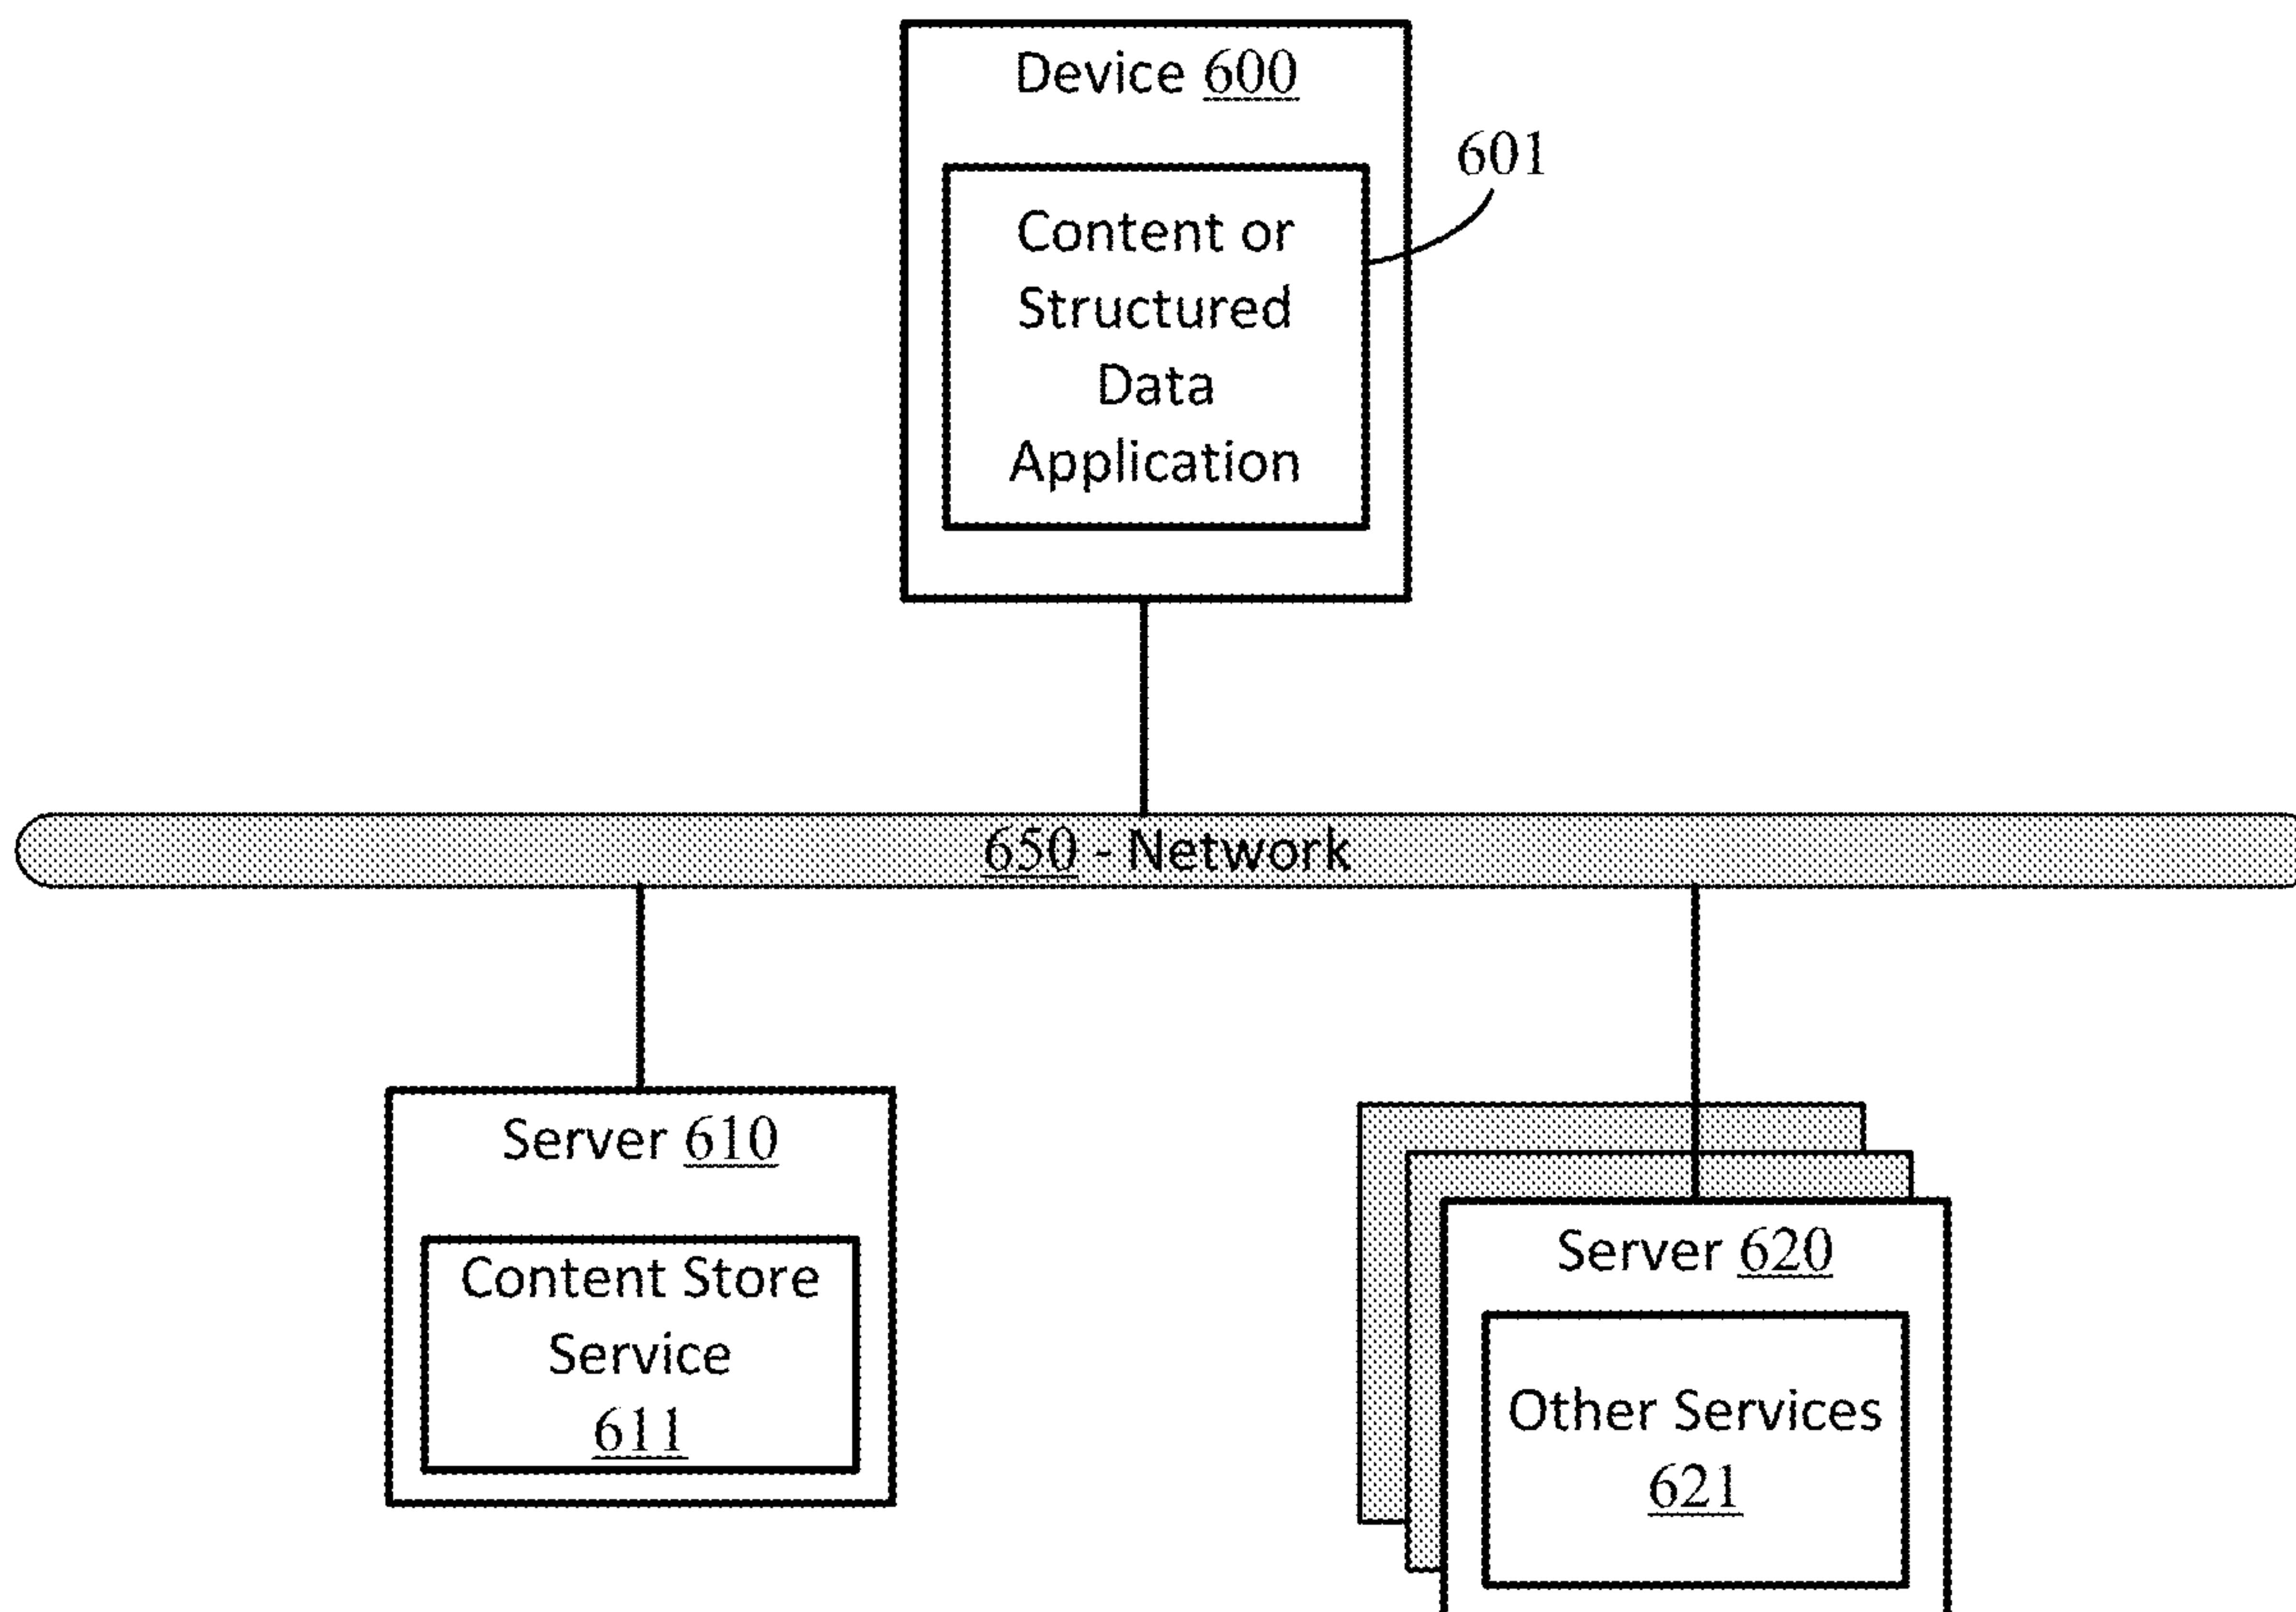 Device 600
601
Content or
Structured
Data
Application
650 - Network
Server 610
Content Store
Service
611
Server 620
Other Services
621